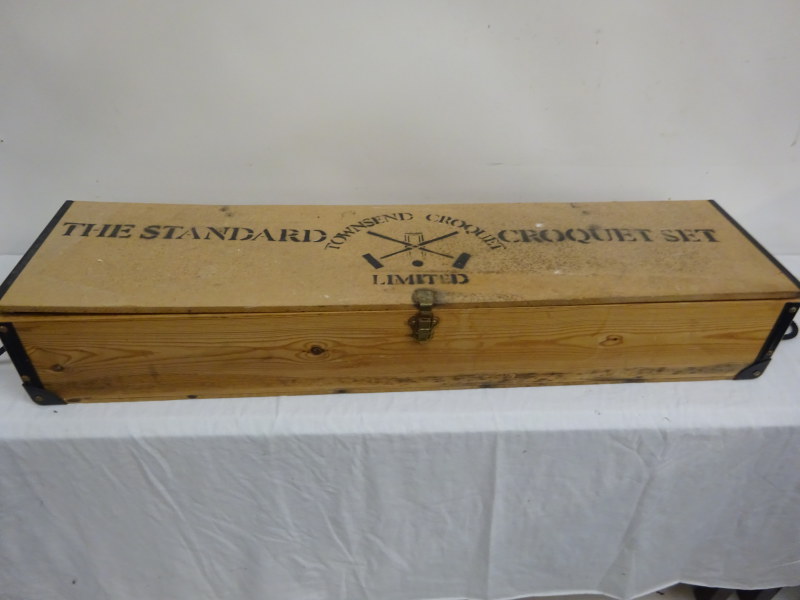 THE STANDARD
TOWNSEND CROQUET
LIMITED
CROQUET SET